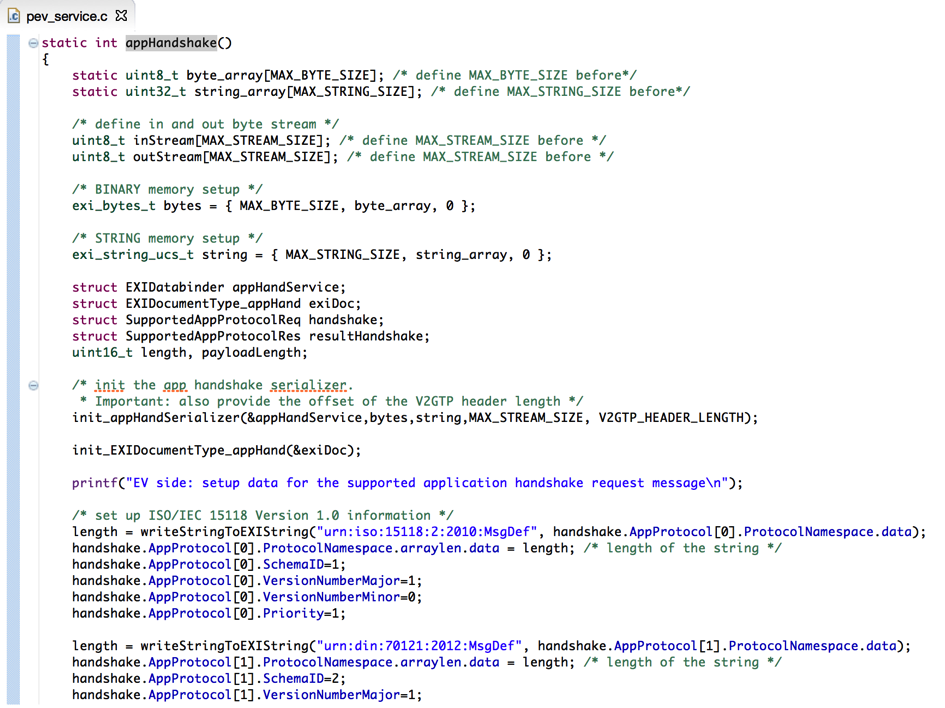 pev_service.c
static int appHandshake()
{
static uint8_t byte_array[MAX_BYTE_SIZE]; /* define MAX_BYTE_SIZE before*/
static uint32_t string_array[MAX_STRING_SIZE]; /* define MAX_STRING_SIZE before*/
/* define in and out byte stream */
uint8_t inStream[MAX_STREAM_SIZE]; /* define MAX_STREAM_SIZE before */
uint8_t outStream[MAX_STREAM_SIZE]; /* define MAX_STREAM_SIZE before */
/* BINARY memory setup */
exi_bytes_t bytes = { MAX_BYTE_SIZE, byte_array, 0 };
/* STRING memory setup */
exi_string_ucs_t string = { MAX_STRING_SIZE, string_array, 0 };
struct EXIDatabinder appHandService;
struct EXIDocumentType_appHand exiDoc;
struct SupportedAppProtocolReq handshake;
struct SupportedAppProtocolRes resultHandshake;
uint16_t length, payloadLength;
/* init the app handshake serializer.
* Important: also provide the offset of the V2GTP header length */
init_appHandSerializer(&appHandService,bytes,string,MAX_STREAM_SIZE, V2GTP_HEADER_LENGTH);
init_EXIDocumentType_appHand(&exiDoc);
printf("EV side: setup data for the supported application handshake request message\n");
/* set up ISO/IEC 15118 Version 1.0 information */
length = writeStringToEXIString("urn:iso:15118:2:2010:MsgDef", handshake.AppProtocol[0].ProtocolNamespace.data);
handshake.AppProtocol[0].ProtocolNamespace.arraylen.data = length; /* length of the string */
handshake.AppProtocol[0].SchemaID=1;
handshake.AppProtocol[0].VersionNumberMajor=1;
handshake.AppProtocol[0].VersionNumberMinor=0;
handshake.AppProtocol[0].Priority=1;
length = writeStringToEXIString("urn:din:70121:2012:MsgDef", handshake.AppProtocol[1].ProtocolNamespace.data);
handshake.AppProtocol[1].ProtocolNamespace.arraylen.data = length; /* length of the string */
handshake.AppProtocol[1].SchemaID=2;
handshake.AppProtocol[1].VersionNumberMajor=1;